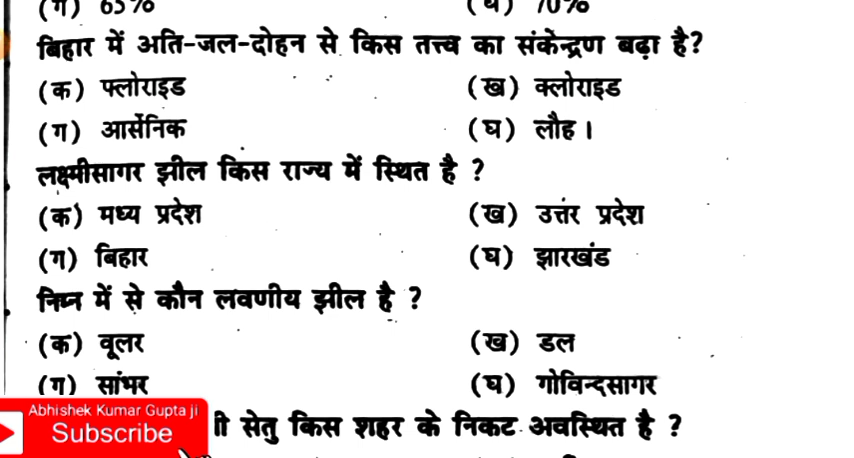 (ग) 65% (घ) 70%
बिहार में अति-जल-दोहन से किस तत्त्व का संकेन्द्रण बढ़ा है?
(क) फ्लोराइड (ख) क्लोराइड
(ग) आर्सेनिक (घ) लौह।
लक्ष्मीसागर झील किस राज्य में स्थित है ?
(क) मध्य प्रदेश (ख) उत्तर प्रदेश
(ग) बिहार (घ) झारखंड
निम्न में से कौन लवणीय झील है ?
(क) वूलर (ख) डल
(ग) सांभर (घ) गोविन्दसागर
सेतु किस शहर के निकट अवस्थित है ?
Abhishek Kumar Gupta ji
Subscribe